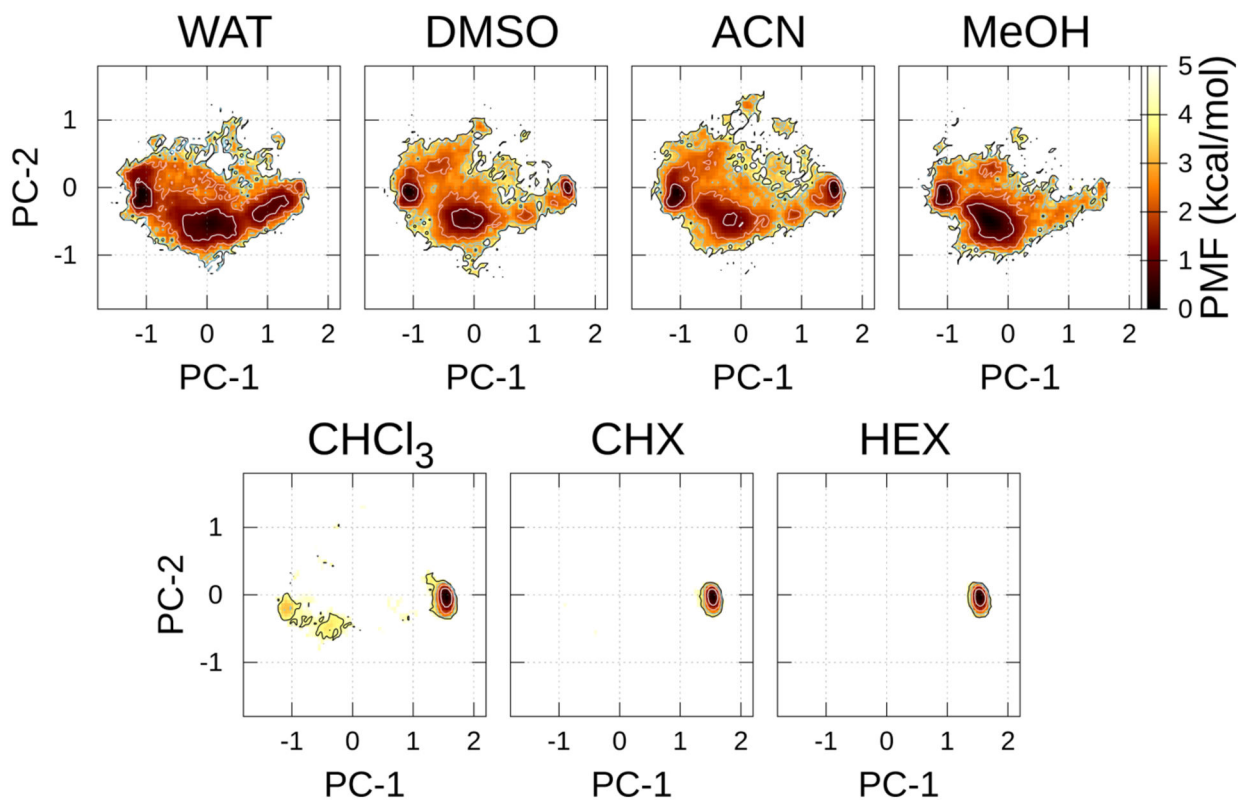 WAT DMSO ACN MeOH
PC-2
1
0
-1
-1 0 1 2 -1 0 1 2 -1 0 1 2 -1 0 1 2
PC-1 PC-1 PC-1 PC-1
5
4
3
2
1
0
PMF (kcal/mol)
CHCl3 CHX HEX
PC-2
1
0
-1
-1 0 1 2 -1 0 1 2 -1 0 1 2
PC-1 PC-1 PC-1